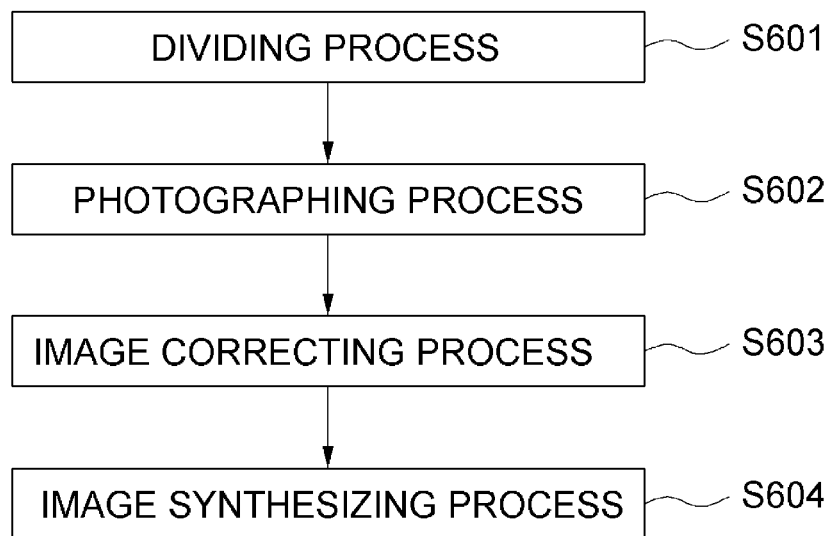 DIVIDING PROCESS S601
PHOTOGRAPHING PROCESS S602
IMAGE CORRECTING PROCESS S603
IMAGE SYNTHESIZING PROCESS S604